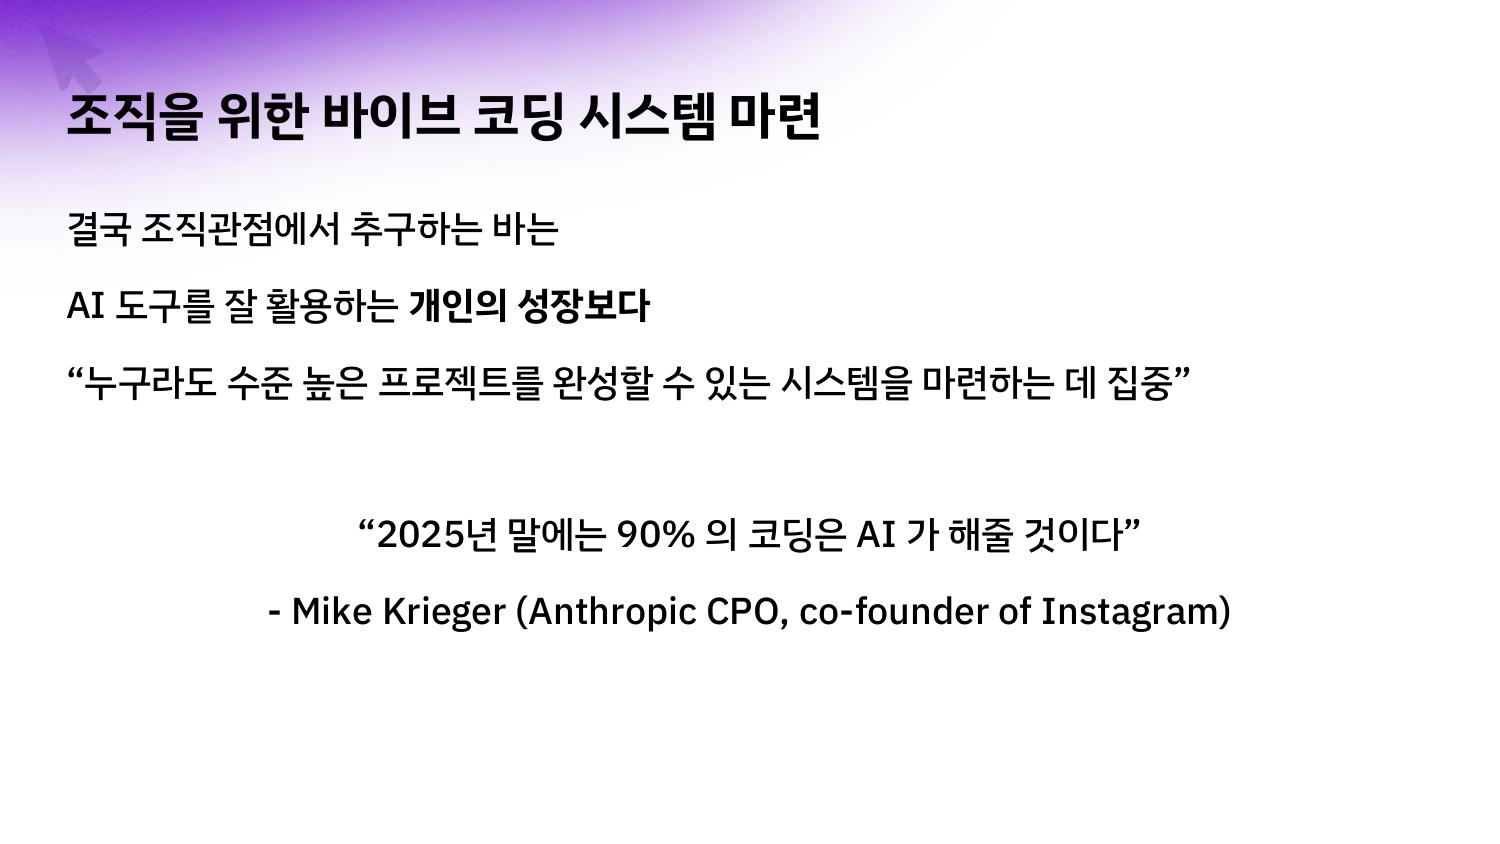 조직을 위한 바이브 코딩 시스템 마련
결국 조직관점에서 추구하는 바는
AI 도구를 잘 활용하는 개인의 성장보다
“누구라도 수준 높은 프로젝트를 완성할 수 있는 시스템을 마련하는 데 집중”
“2025년 말에는 90% 의 코딩은 AI 가 해줄 것이다”
- Mike Krieger (Anthropic CPO, co-founder of Instagram)